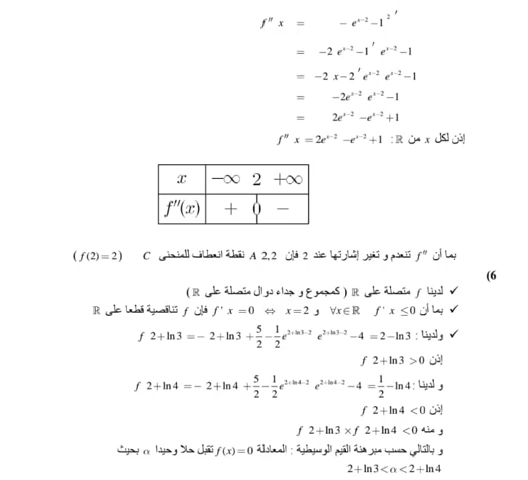 f'' x = - e^{x-2} -1 ^2 '
= -2 e^{x-2} -1 ' e^{x-2} -1
= -2 x-2 ' e^{x-2} e^{x-2} -1
= -2e^{x-2} e^{x-2} -1
= 2e^{x-2} -e^{x-2} +1
إذن لكل x من ℝ : f'' x = 2e^{x-2} -e^{x-2} +1
x -∞ 2 +∞
f''(x) + 0 -
بما أن f'' تنعدم و تغير إشارتها عند 2 فإن A 2,2 نقطة انعطاف للمنحنى C (f(2)=2)
6)
✓ لدينا f متصلة على ℝ (كمجموع و جداء دوال متصلة على ℝ)
✓ بما أن ∀x∈ℝ f' x ≤0 و f' x =0 ⇔ x=2 فإن f تناقصية قطعا على ℝ
✓ ولدينا : f 2+ln3 =- 2+ln3 +5/2 -1/2 e^{2+ln3-2} e^{2+ln3-2} -4 =2-ln3
إذن f 2+ln3 >0
و لدينا : f 2+ln4 =- 2+ln4 +5/2 -1/2 e^{2+ln4-2} e^{2+ln4-2} -4 =1/2 -ln4
إذن f 2+ln4 <0
و منه f 2+ln3 ×f 2+ln4 <0
و بالتالي حسب مبرهنة القيم الوسيطية : المعادلة f(x)=0 تقبل حلا وحيدا α بحيث
2+ln3<α<2+ln4